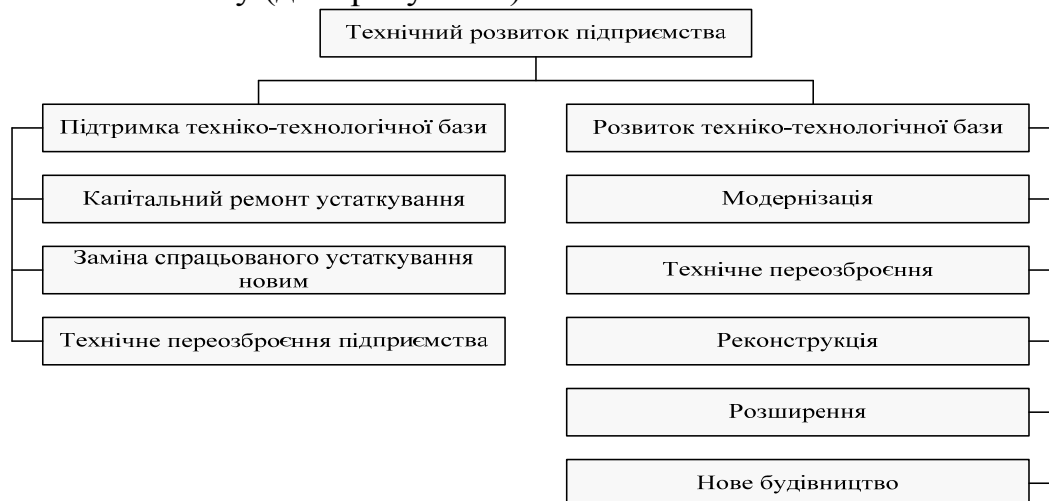 Технічний розвиток підприємства
Підтримка техніко-технологічної бази
Капітальний ремонт устаткування
Заміна спрацьованого устаткування
новим
Технічне переозброєння підприємства
Розвиток техніко-технологічної бази
Модернізація
Технічне переозброєння
Реконструкція
Розширення
Нове будівництво